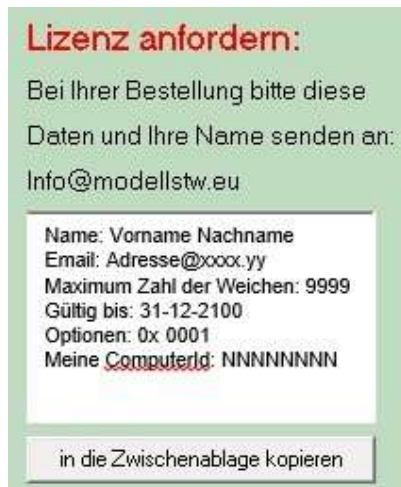 Lizenz anfordern:
Bei Ihrer Bestellung bitte diese
Daten und Ihre Name senden an:
Info@modellstw.eu
Name: Vorname Nachname
Email: Adresse@xxxx.yy
Maximum Zahl der Weichen: 9999
Gültig bis: 31-12-2100
Optionen: 0x 0001
Meine ComputerId: NNNNNNNN
in die Zwischenablage kopieren